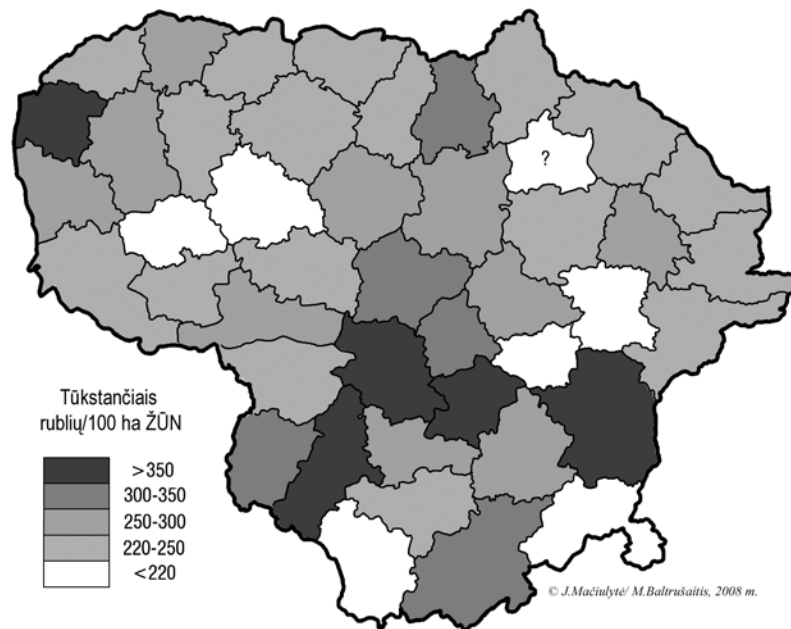 ?
Tūkstančiais
rublių/100 ha ŽŪN
>350
300-350
250-300
220-250
<220
© J.Mačiulytė/ M.Baltrušaitis, 2008 m.